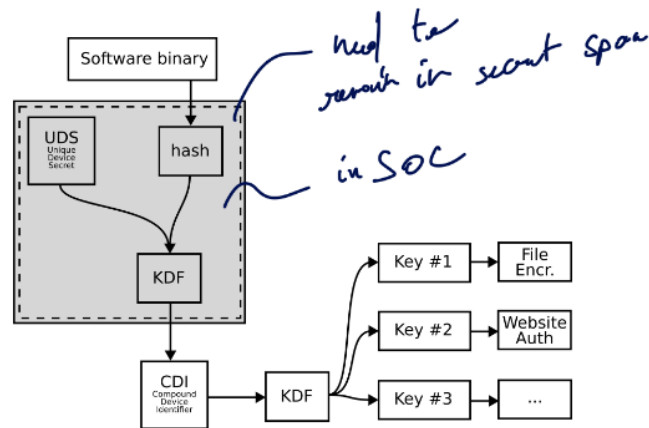 need to
remain in secret space
in SOC
Software binary
UDS
Unique
Device
Secret
hash
KDF
CDI
Compound
Device
Identifier
KDF
Key #1
File
Encr.
Key #2
Website
Auth
Key #3
...